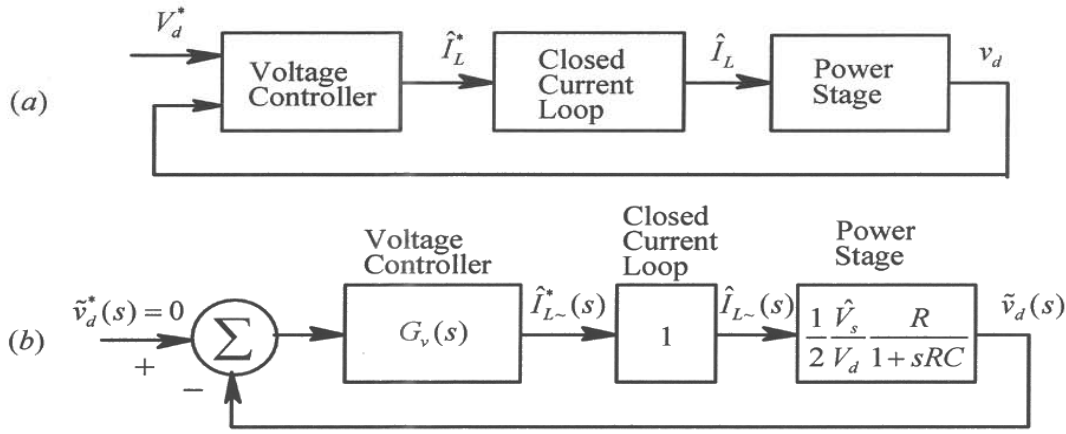 (a)
V_d^*
Voltage
Controller
Î_L^*
Closed
Current
Loop
Î_L
Power
Stage
v_d
(b)
ṽ_d^*(s) = 0
+
−
Σ
Voltage
Controller
G_v(s)
Î_{L~}^*(s)
Closed
Current
Loop
1
Î_{L~}(s)
Power
Stage
1/2 V̂_s/V_d R/(1 + sRC)
ṽ_d(s)